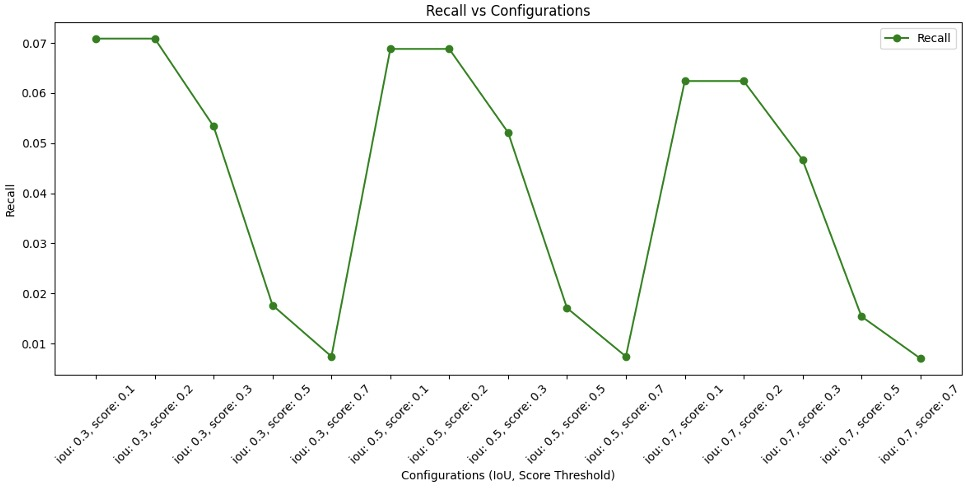 Recall vs Configurations
Recall
0.07
0.06
0.05
0.04
0.03
0.02
0.01
Recall
iou: 0.3, score: 0.1
iou: 0.3, score: 0.2
iou: 0.3, score: 0.3
iou: 0.3, score: 0.5
iou: 0.3, score: 0.7
iou: 0.5, score: 0.1
iou: 0.5, score: 0.2
iou: 0.5, score: 0.3
iou: 0.5, score: 0.5
iou: 0.5, score: 0.7
iou: 0.7, score: 0.1
iou: 0.7, score: 0.2
iou: 0.7, score: 0.3
iou: 0.7, score: 0.5
iou: 0.7, score: 0.7
Configurations (IoU, Score Threshold)